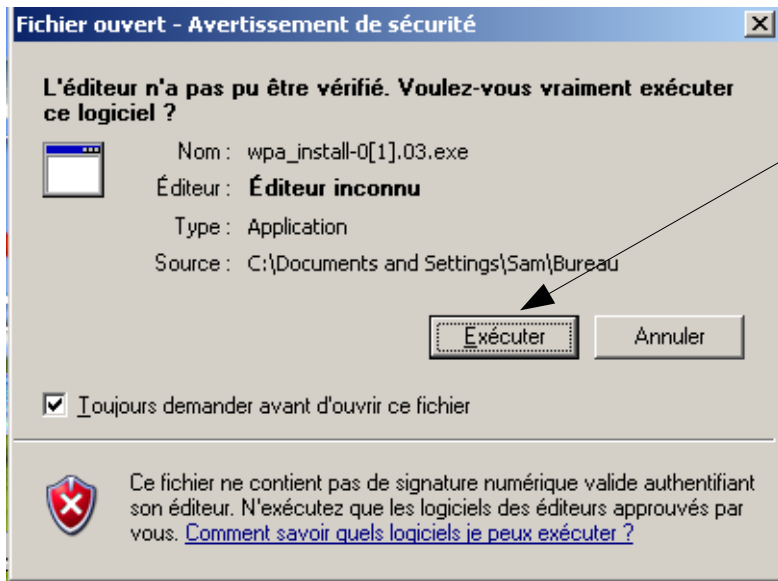 Fichier ouvert - Avertissement de sécurité
L'éditeur n'a pas pu être vérifié. Voulez-vous vraiment exécuter
ce logiciel ?
Nom : wpa_install-0[1].03.exe
Éditeur : Éditeur inconnu
Type : Application
Source : C:\Documents and Settings\Sam\Bureau
Exécuter Annuler
Toujours demander avant d'ouvrir ce fichier
Ce fichier ne contient pas de signature numérique valide authentifiant
son éditeur. N'exécutez que les logiciels des éditeurs approuvés par
vous. Comment savoir quels logiciels je peux exécuter ?